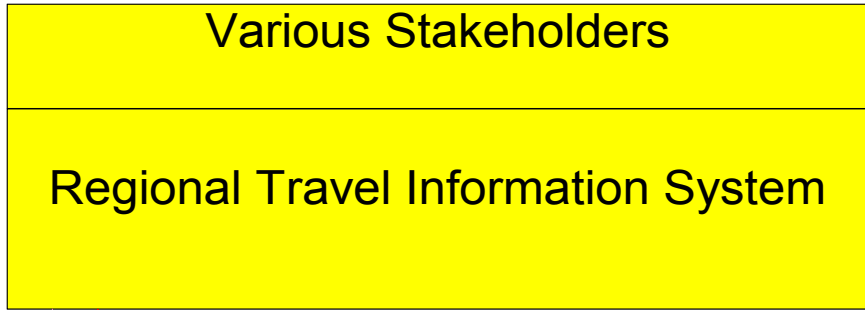 Various Stakeholders
Regional Travel Information System